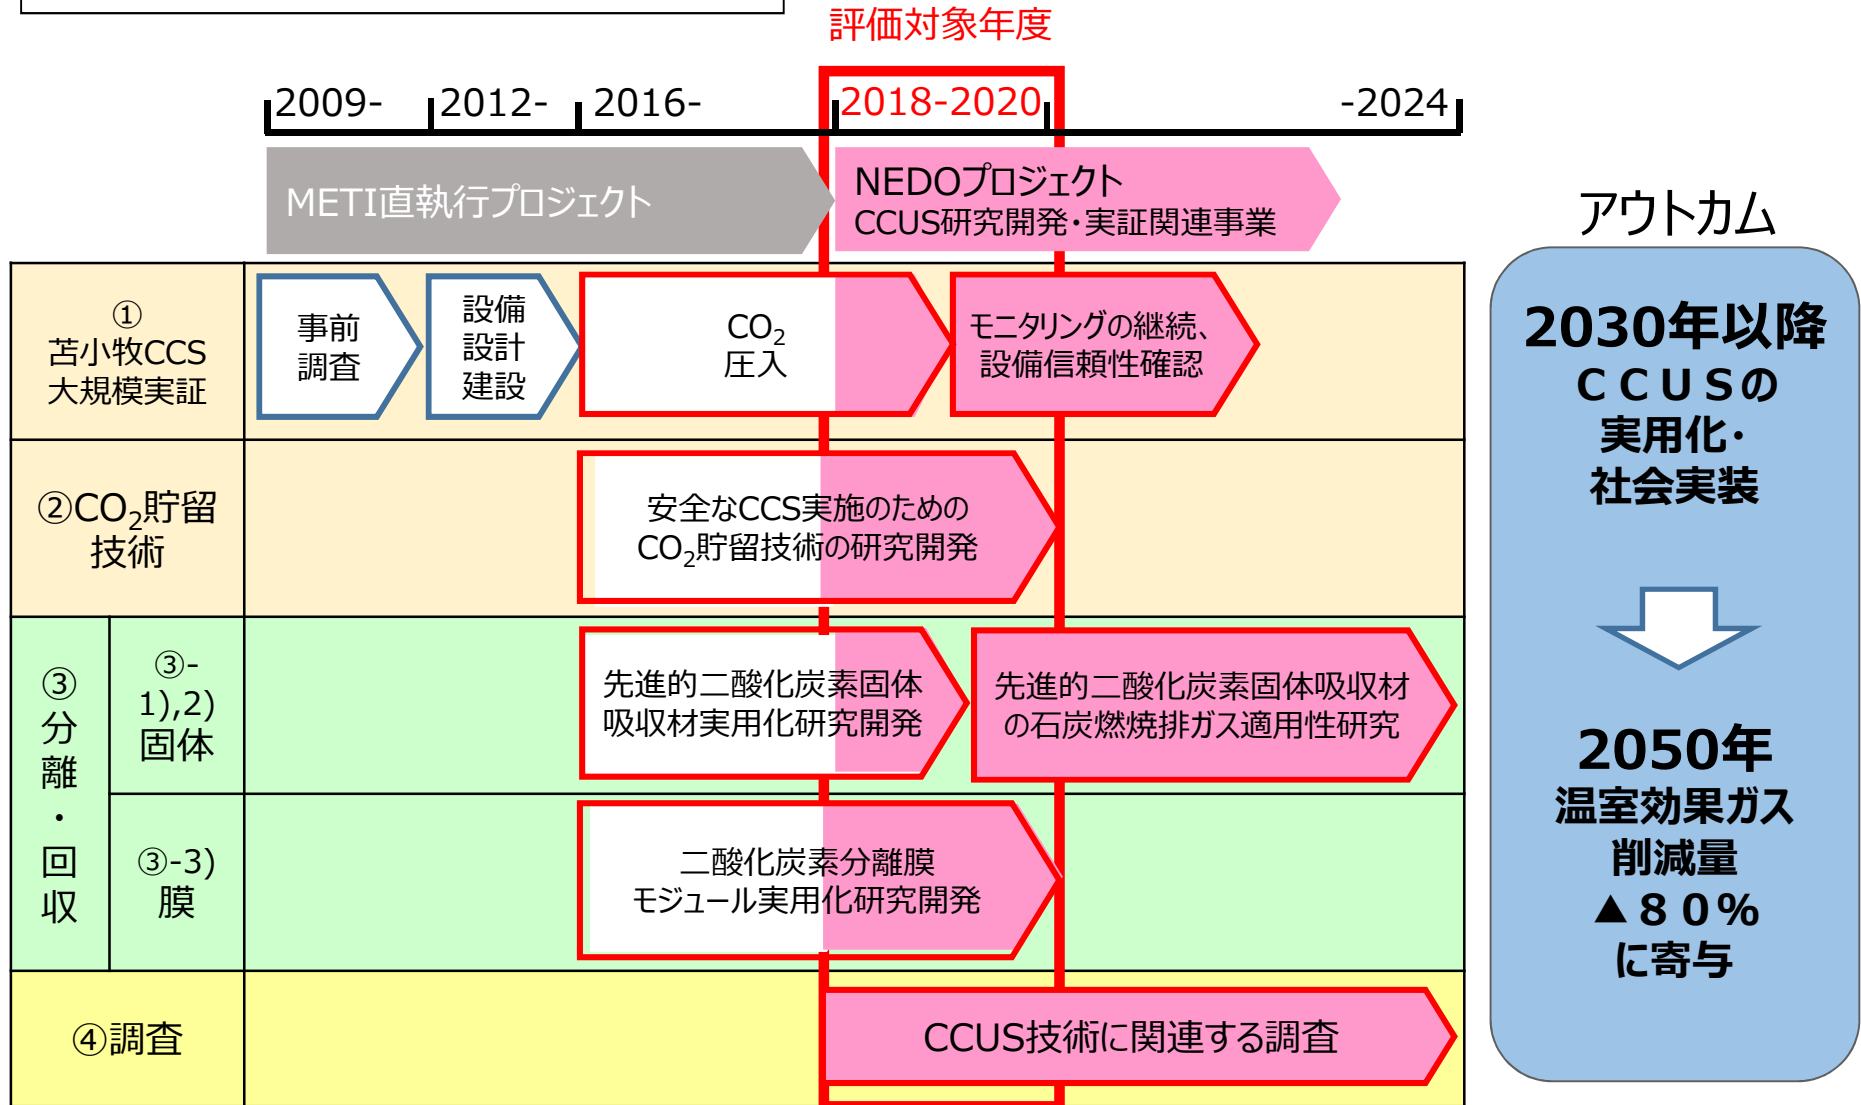 評価対象年度
2009-
2012-
2016-
2018-2020
-2024
METI直執行プロジェクト
NEDOプロジェクト
CCUS研究開発・実証関連事業
アウトカム
①
苫小牧CCS
大規模実証
事前
調査
設備
設計
建設
CO₂
圧入
モニタリングの継続、
設備信頼性確認
②CO₂貯留
技術
安全なCCS実施のための
CO₂貯留技術の研究開発
③
分
離
・
回
収
③-
1),2)
固体
先進的二酸化炭素固体
吸収材実用化研究開発
先進的二酸化炭素固体吸収材
の石炭燃焼排ガス適用性研究
③-3)
膜
二酸化炭素分離膜
モジュール実用化研究開発
④調査
CCUS技術に関連する調査
2030年以降
ＣＣＵＳの
実用化・
社会実装
2050年
温室効果ガス
削減量
▲８０%
に寄与